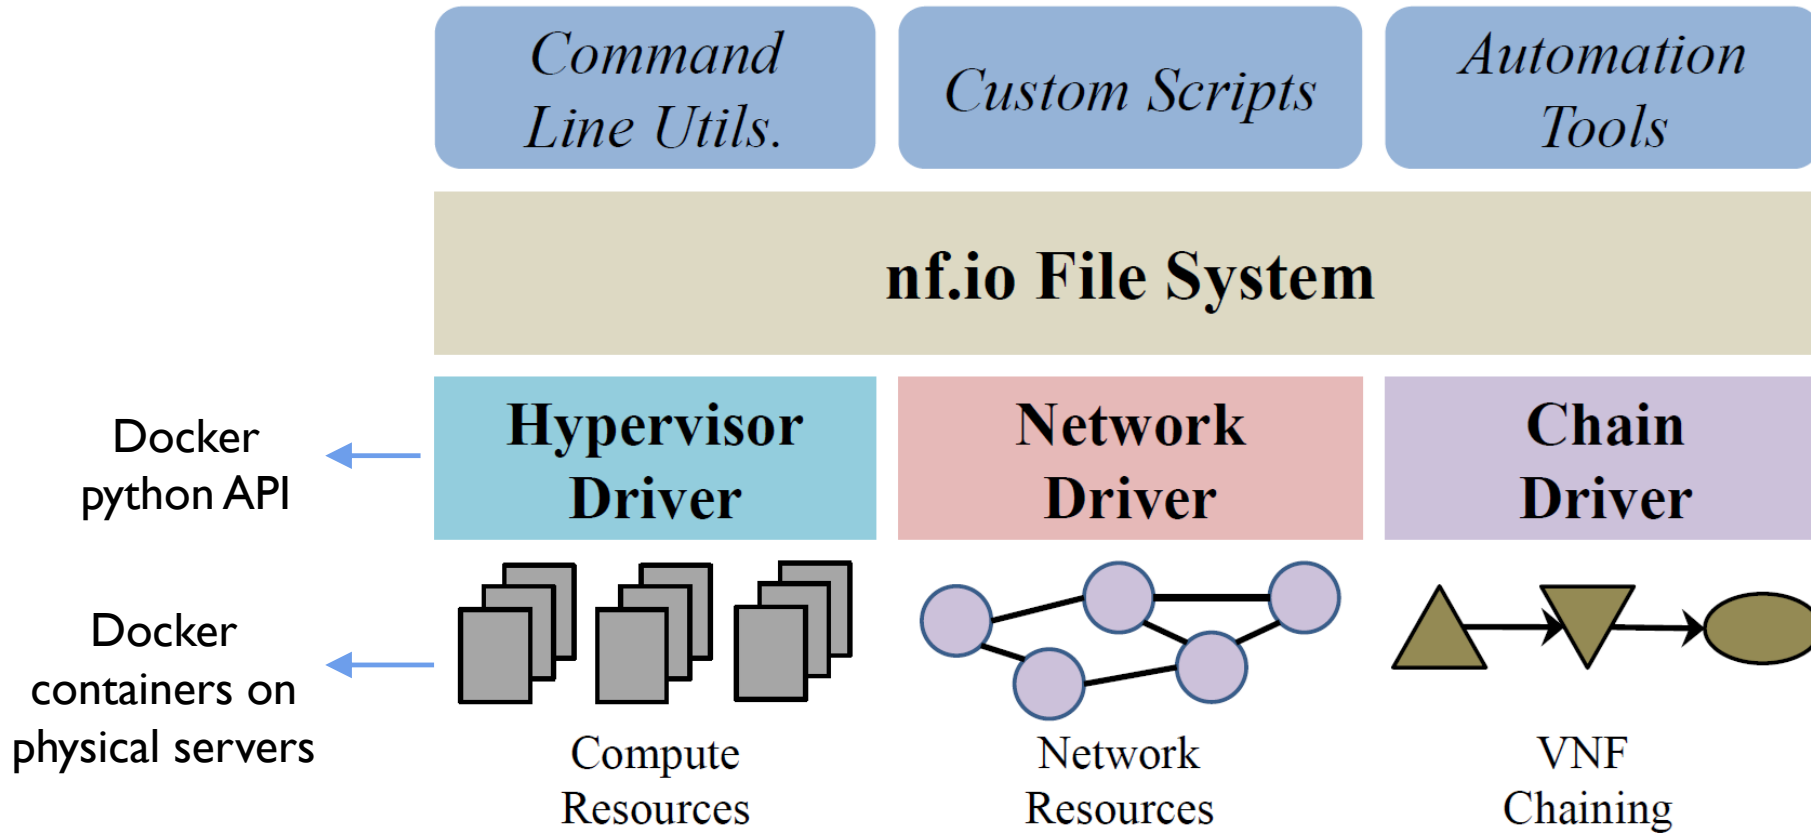 Command
Line Utils.
Custom Scripts
Automation
Tools
nf.io File System
Docker
python API
Hypervisor
Driver
Network
Driver
Chain
Driver
Docker
containers on
physical servers
Compute
Resources
Network
Resources
VNF
Chaining